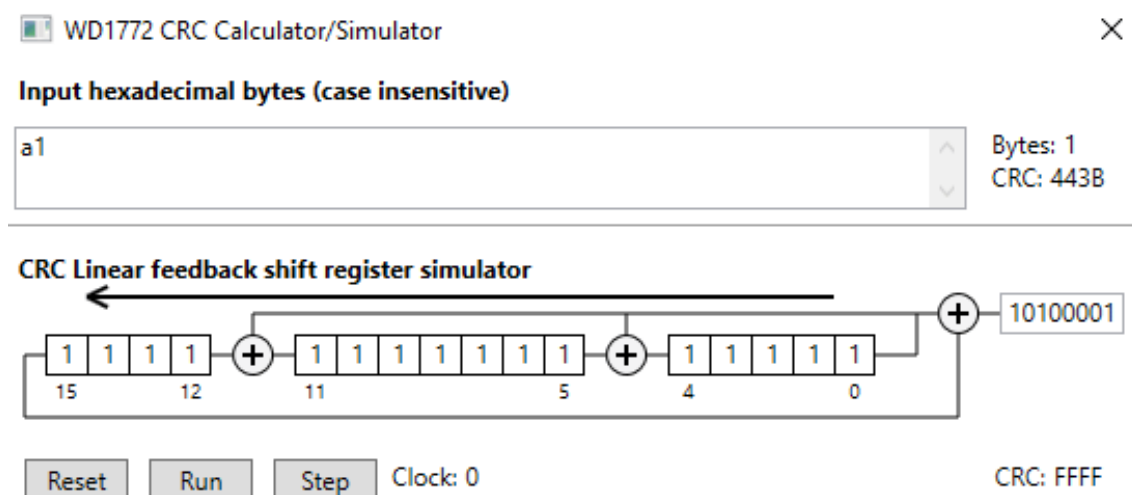 WD1772 CRC Calculator/Simulator
Input hexadecimal bytes (case insensitive)
a1
Bytes: 1
CRC: 443B
CRC Linear feedback shift register simulator
1 1 1 1 + 1 1 1 1 1 1 1 + 1 1 1 1 1 + 10100001
15 12 11 5 4 0
Reset Run Step Clock: 0 CRC: FFFF